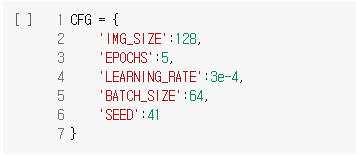 [ ] 1 CFG = {
2 'IMG_SIZE':128,
3 'EPOCHS':5,
4 'LEARNING_RATE':3e-4,
5 'BATCH_SIZE':64,
6 'SEED':41
7 }